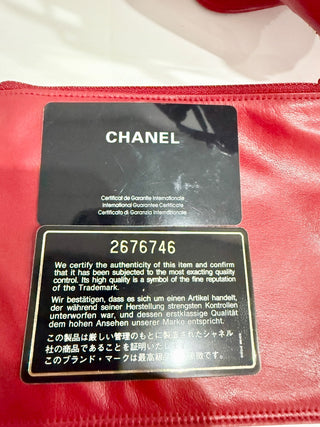 CHANEL
Certificat de Garantie Internationale
International Guarantee Certificate
Certificato di Garanzia Internazionale
2676746
We certify the authenticity of this item and confirm
that it has been subjected to the most exacting quality
control. Its high quality is a symbol of the fine reputation
of the Trademark.
Wir bestätigen, dass es sich um einen Artikel handelt,
der während seiner Herstellung strengsten Kontrollen
unterworfen war, und dessen erstklassige Qualität
dem hohen Ansehen unserer Marke entspricht.
この製品は厳しい管理のもとに製造されたシャネル
社の商品であることを証明いたし
このブランド・マークは最高級品の象徴です。